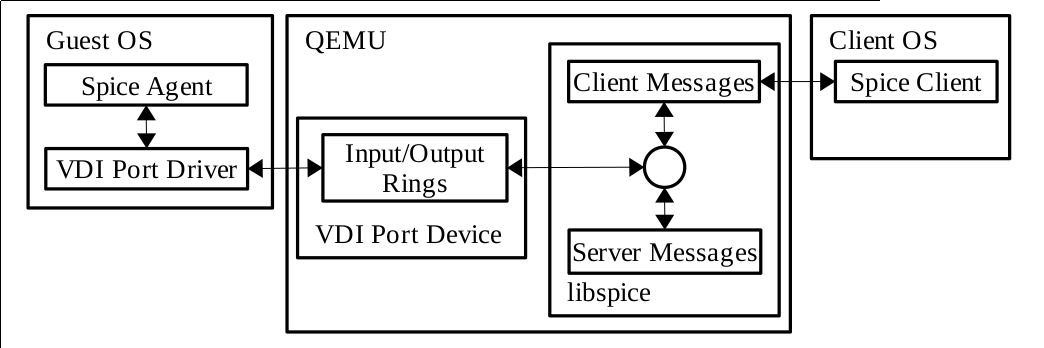 Guest OS
Spice Agent
VDI Port Driver
QEMU
Input/Output
Rings
VDI Port Device
Client Messages
Server Messages
libspice
Client OS
Spice Client